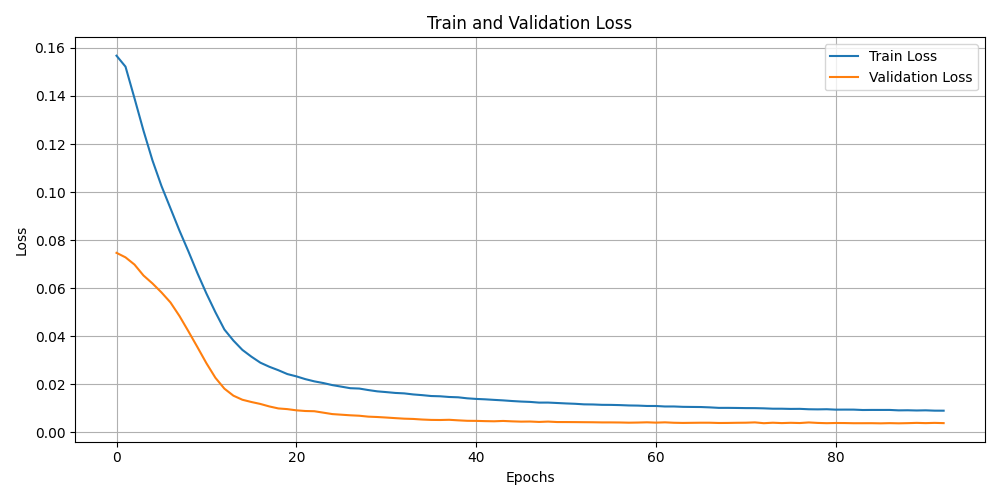 Train and Validation Loss
0.16
0.14
0.12
0.10
0.08
0.06
0.04
0.02
0.00
Loss
Train Loss
Validation Loss
0 20 40 60 80
Epochs